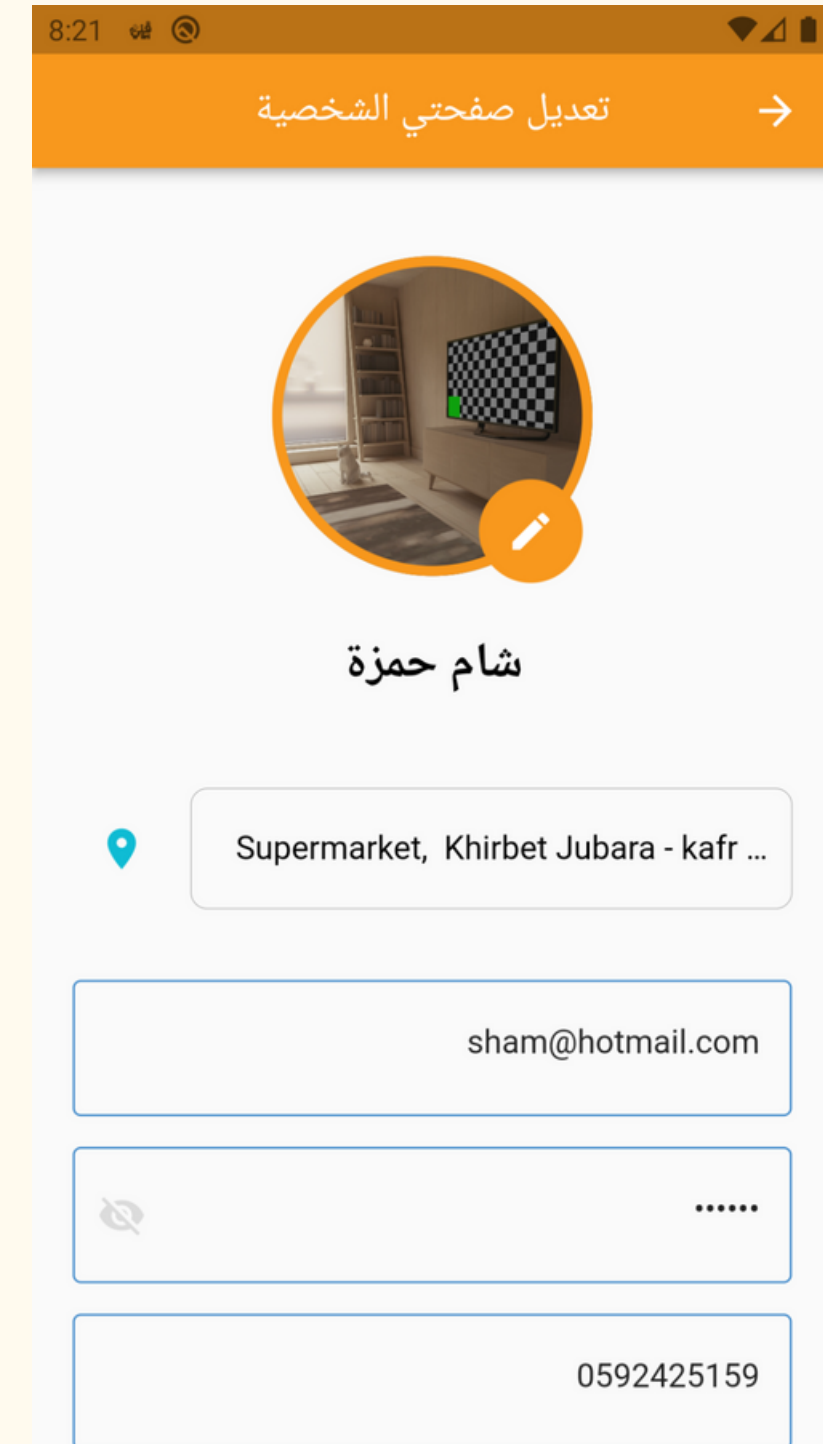 8:21
تعديل صفحتي الشخصية
شام حمزة
Supermarket, Khirbet Jubara - kafr ...
sham@hotmail.com
••••••
0592425159